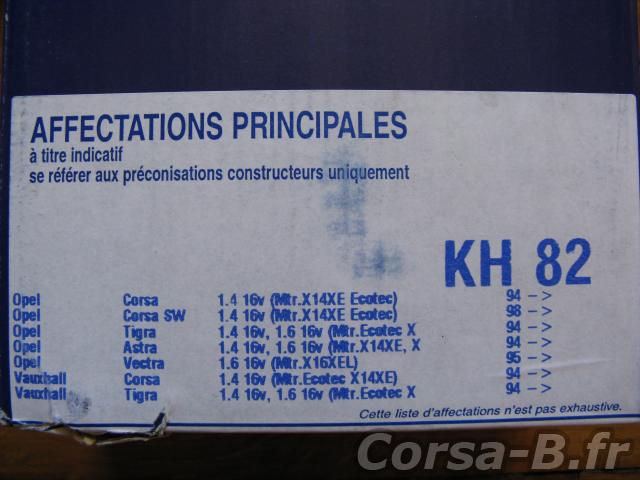 AFFECTATIONS PRINCIPALES
à titre indicatif
se référer aux préconisations constructeurs uniquement
KH 82
Opel Corsa 1.4 16v (Mtr.X14XE Ecotec) 94 ->
Opel Corsa SW 1.4 16v (Mtr.X14XE Ecotec) 98 ->
Opel Tigra 1.4 16v, 1.6 16v (Mtr.Ecotec X 94 ->
Opel Astra 1.4 16v, 1.6 16v (Mtr.X14XE, X 94 ->
Opel Vectra 1.6 16v (Mtr.X16XEL) 95 ->
Vauxhall Corsa 1.4 16v (Mtr.Ecotec X14XE) 94 ->
Vauxhall Tigra 1.4 16v, 1.6 16v (Mtr.Ecotec X 94 ->
Cette liste d'affectations n'est pas exhaustive.
Corsa-B.fr